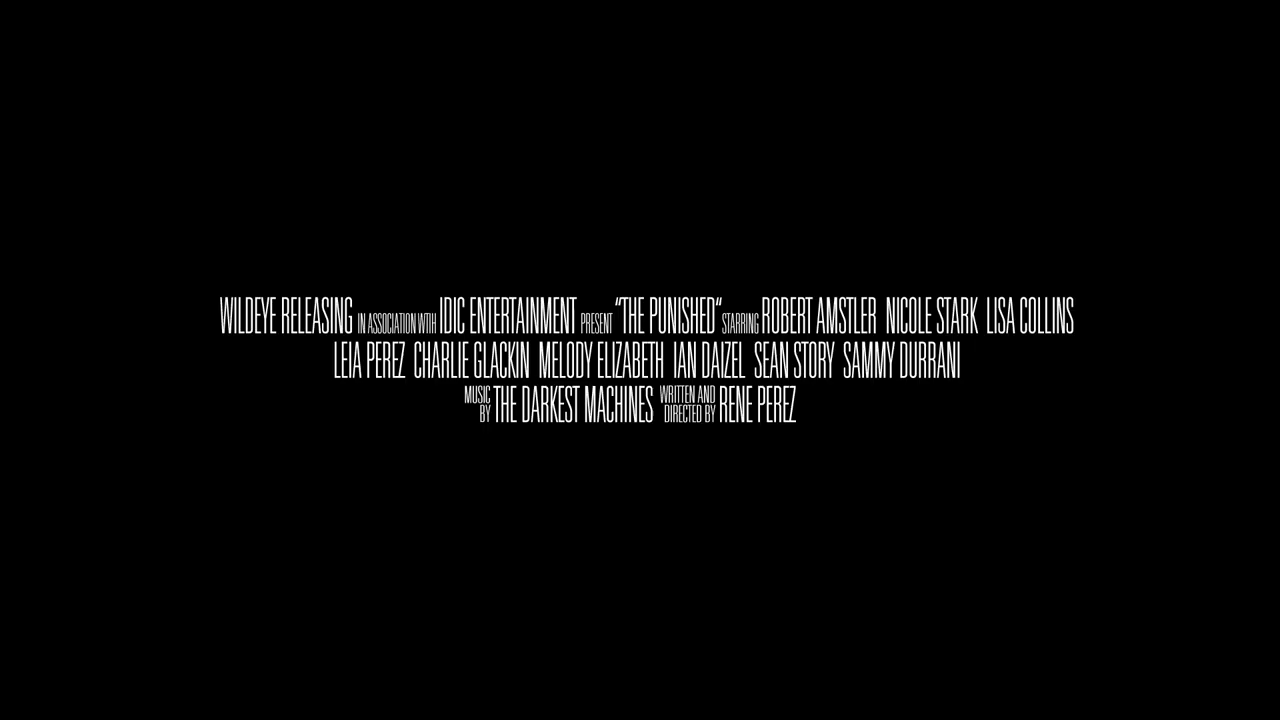 WILDEYE RELEASING IN ASSOCIATION WTIH IDIC ENTERTAINMENT PRESENT “THE PUNISHED“ STARRING ROBERT AMSTLER NICOLE STARK LISA COLLINS
LEIA PEREZ CHARLIE GLACKIN MELODY ELIZABETH IAN DAIZEL SEAN STORY SAMMY DURRANI
MUSIC BY THE DARKEST MACHINES WRITTEN AND DIRECTED BY RENE PEREZ